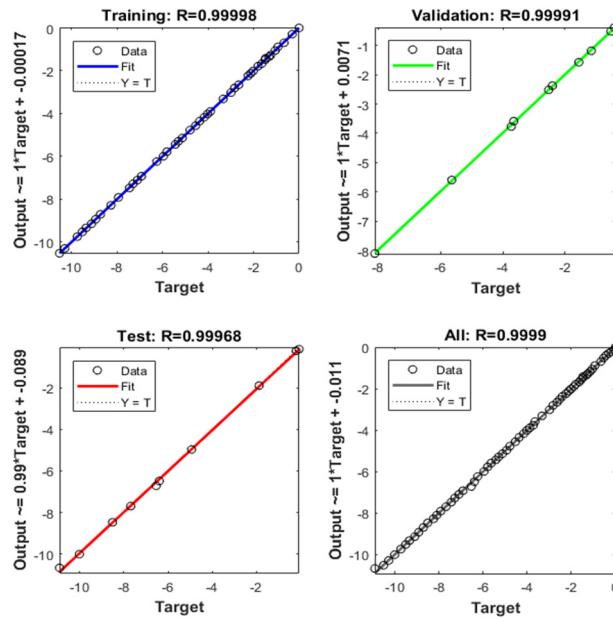 Training: R=0.99998
Output ~= 1*Target + -0.00017
Data
Fit
Y = T
0
-2
-4
-6
-8
-10
-10
-8
-6
-4
-2
0
Target
Validation: R=0.99991
Output ~= 1*Target + 0.0071
Data
Fit
Y = T
-1
-2
-3
-4
-5
-6
-7
-8
-8
-6
-4
-2
Target
Test: R=0.99968
Output ~= 0.99*Target + -0.089
Data
Fit
Y = T
-2
-4
-6
-8
-10
-10
-8
-6
-4
-2
Target
All: R=0.9999
Output ~= 1*Target + -0.011
Data
Fit
Y = T
0
-2
-4
-6
-8
-10
-10
-8
-6
-4
-2
Target